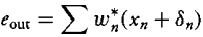 e_out = ∑ w_n^*(x_n + δ_n)